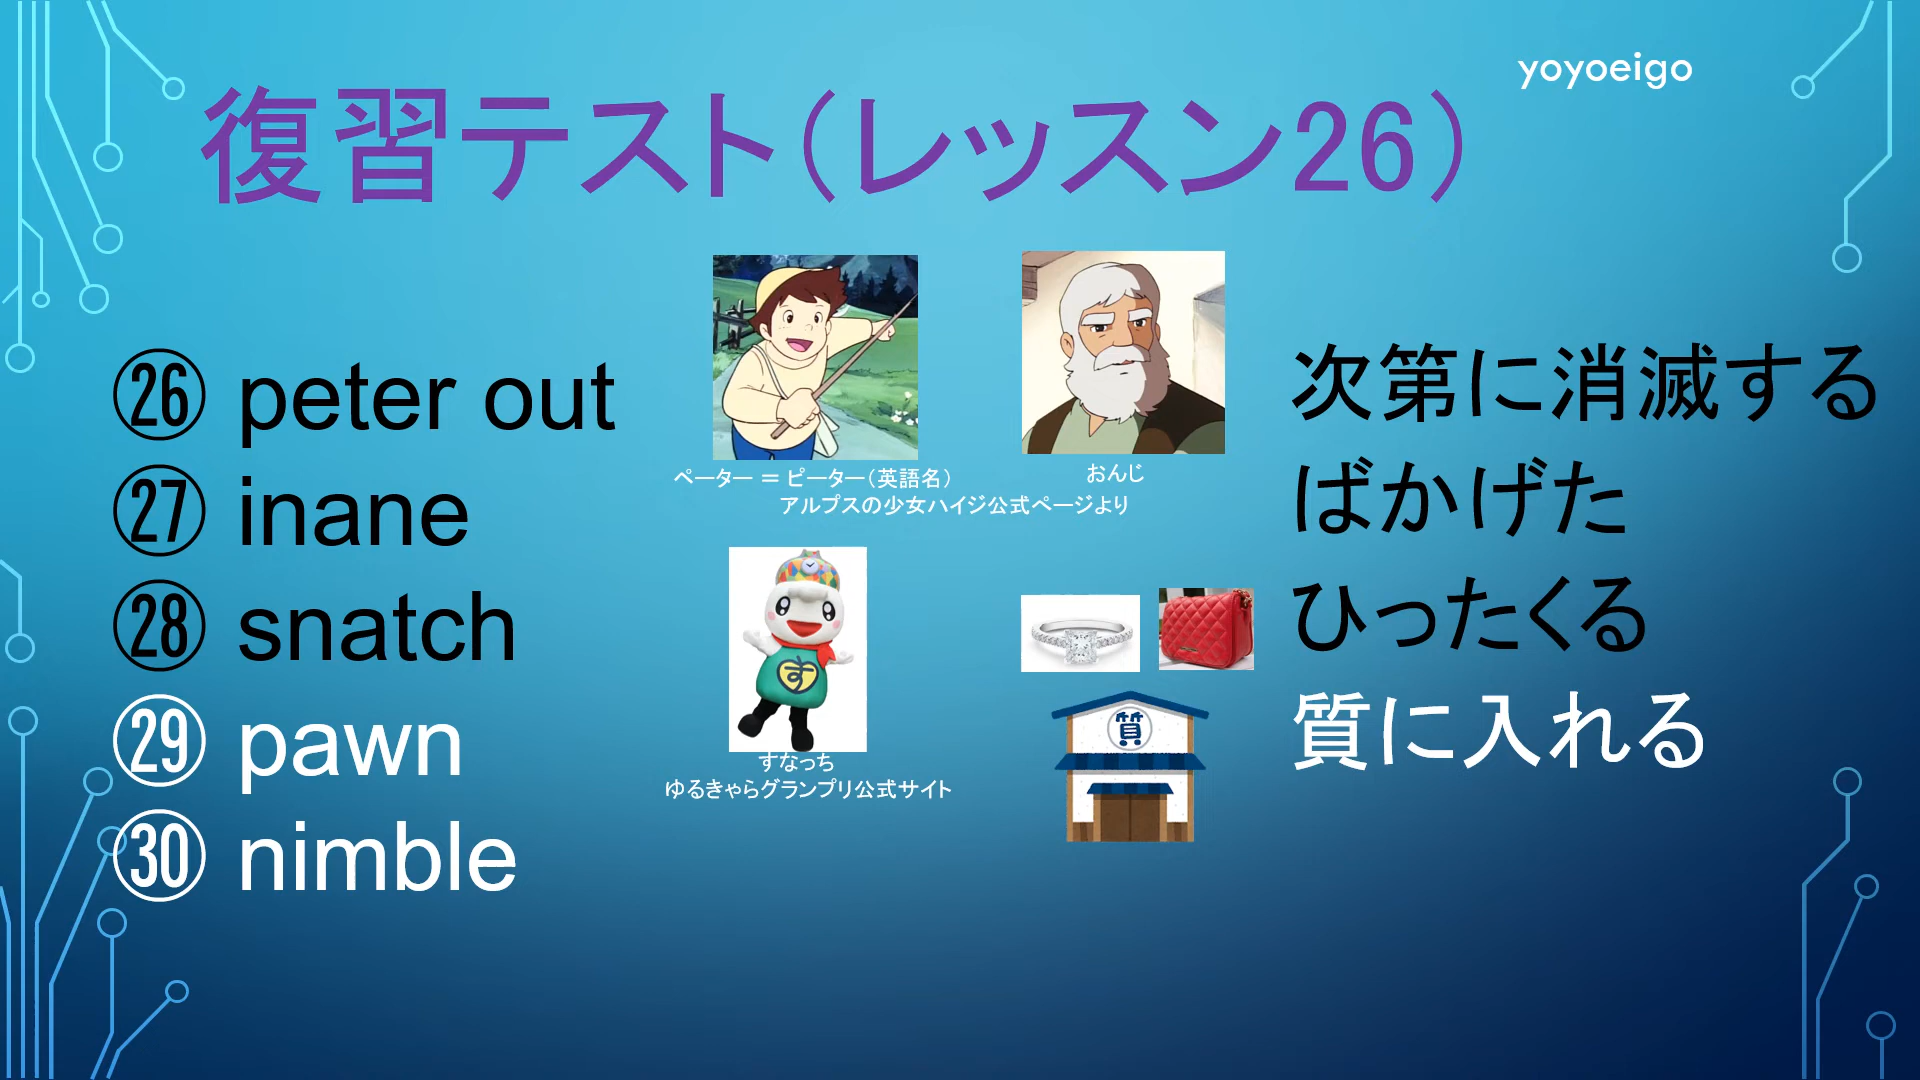 yoyoeigo
復習テスト（レッスン26）
㉖ peter out 次第に消滅する
ペーター ＝ ピーター（英語名） おんじ
アルプスの少女ハイジ公式ページより
㉗ inane ばかげた
㉘ snatch ひったくる
す
㉙ pawn 質に入れる
質
すなっち
ゆるきゃらグランプリ公式サイト
㉚ nimble